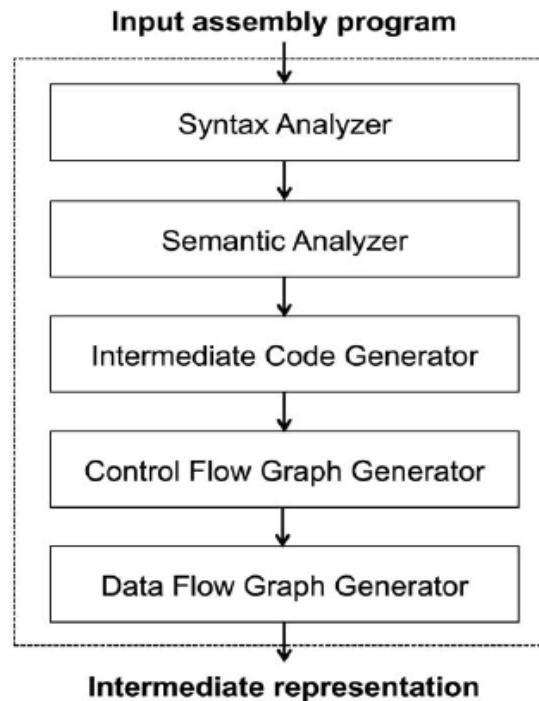 Input assembly program
Syntax Analyzer
Semantic Analyzer
Intermediate Code Generator
Control Flow Graph Generator
Data Flow Graph Generator
Intermediate representation